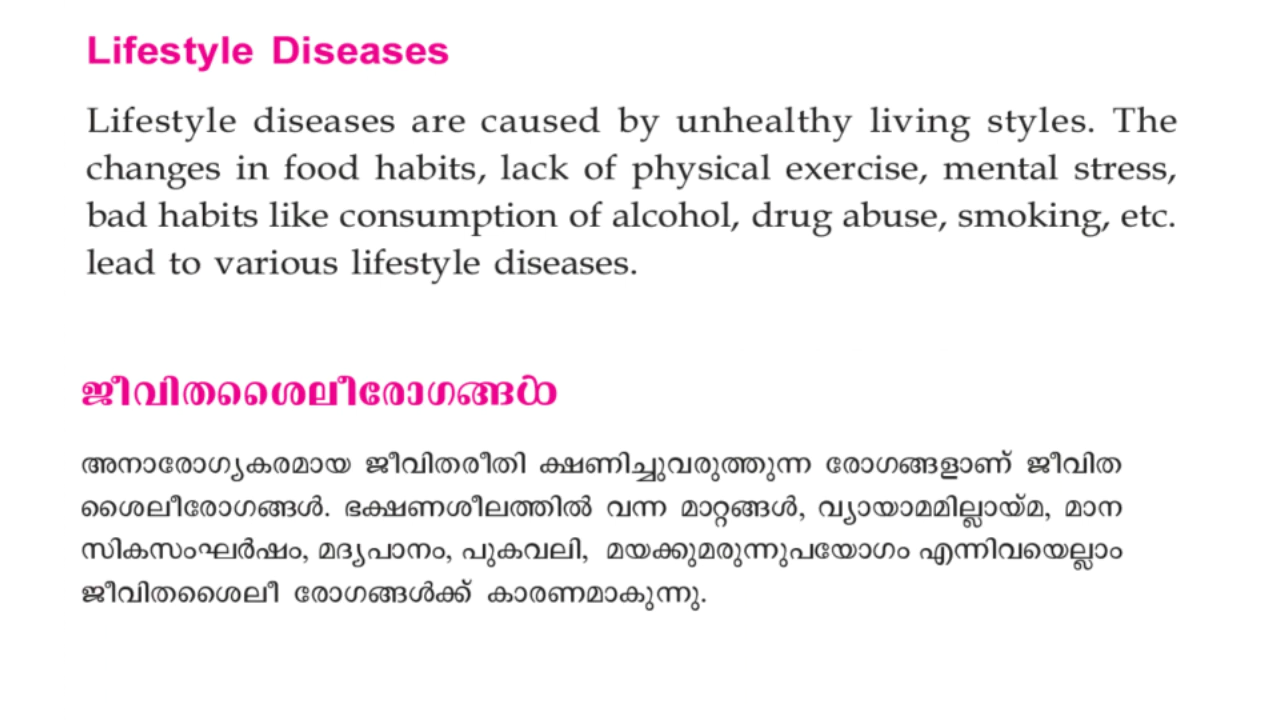 Lifestyle Diseases
Lifestyle diseases are caused by unhealthy living styles. The
changes in food habits, lack of physical exercise, mental stress,
bad habits like consumption of alcohol, drug abuse, smoking, etc.
lead to various lifestyle diseases.
ജീവിതശൈലീരോഗങ്ങൾ
അനാരോഗ്യകരമായ ജീവിതരീതി ക്ഷണിച്ചുവരുത്തുന്ന രോഗങ്ങളാണ് ജീവിത
ശൈലീരോഗങ്ങൾ. ഭക്ഷണശീലത്തിൽ വന്ന മാറ്റങ്ങൾ, വ്യായാമമില്ലായ്മ, മാന
സികസംഘർഷം, മദ്യപാനം, പുകവലി, മയക്കുമരുന്നുപയോഗം എന്നിവയെല്ലാം
ജീവിതശൈലീ രോഗങ്ങൾക്ക് കാരണമാകുന്നു.